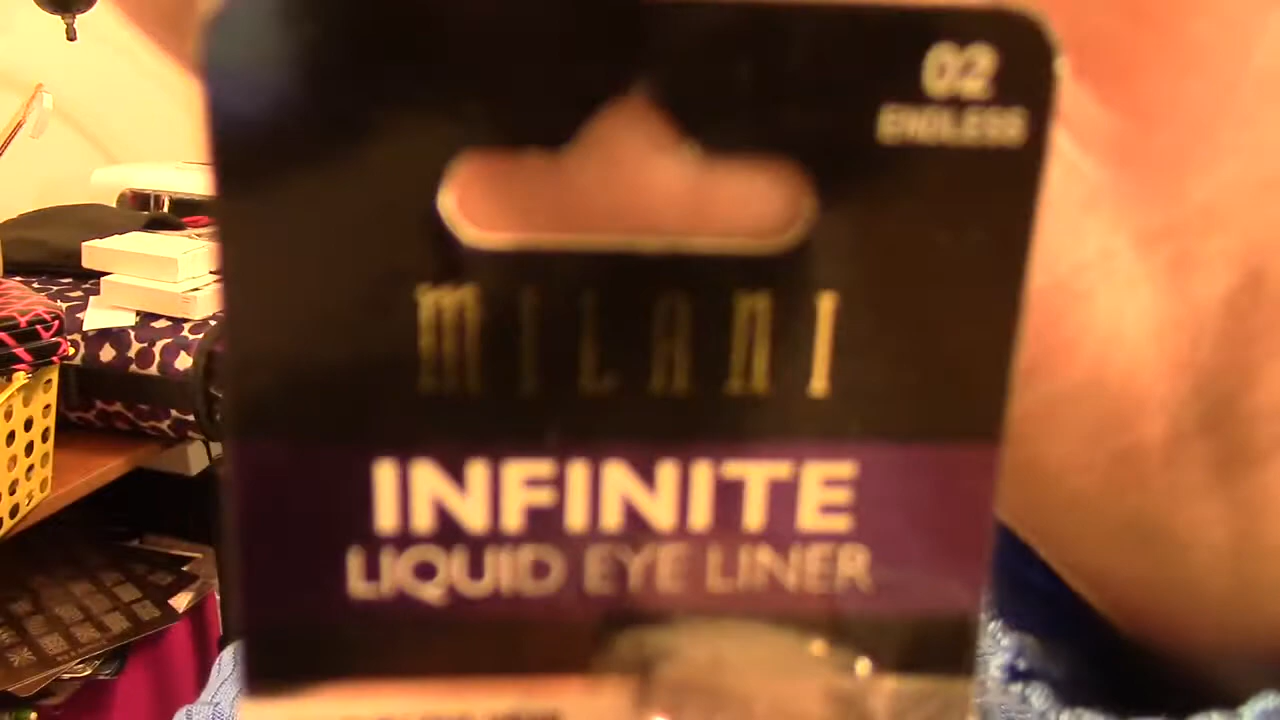 02
ENDLESS
MILANI
INFINITE
LIQUID EYE LINER